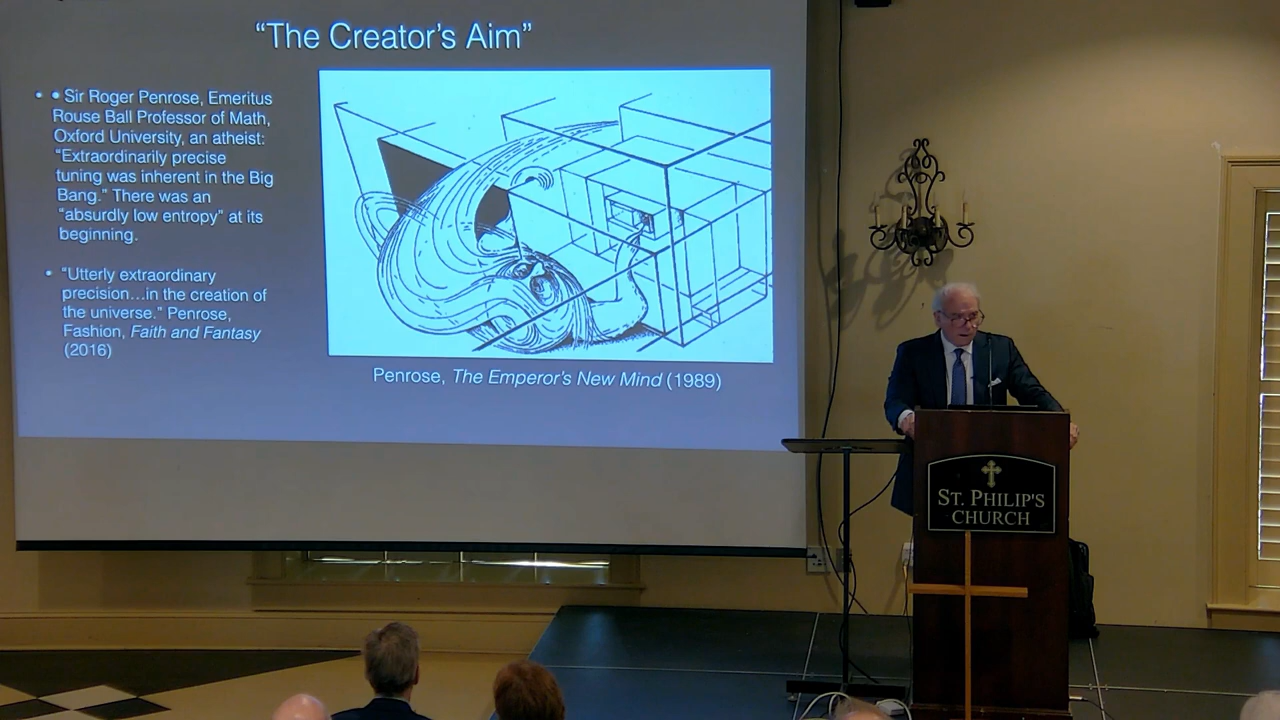 “The Creator’s Aim”
• • Sir Roger Penrose, Emeritus
Rouse Ball Professor of Math,
Oxford University, an atheist:
“Extraordinarily precise
tuning was inherent in the Big
Bang.” There was an
“absurdly low entropy” at its
beginning.
• “Utterly extraordinary
precision…in the creation of
the universe.” Penrose,
Fashion, Faith and Fantasy
(2016)
Penrose, The Emperor’s New Mind (1989)
ST. PHILIP'S
CHURCH